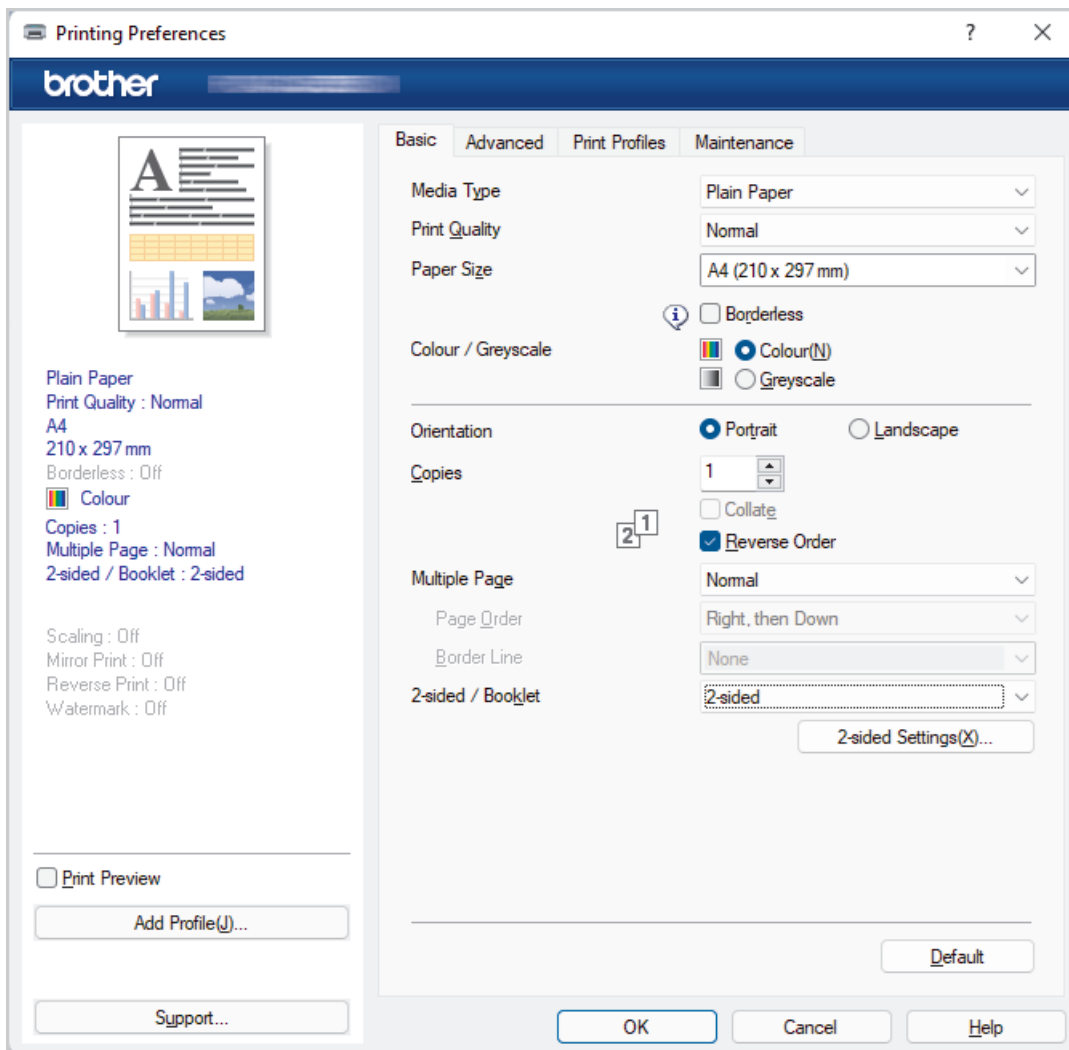 Printing Preferences
?
brother
A
Plain Paper
Print Quality : Normal
A4
210 x 297 mm
Borderless : Off
Colour
Copies : 1
Multiple Page : Normal
2-sided / Booklet : 2-sided
Scaling : Off
Mirror Print : Off
Reverse Print : Off
Watermark : Off
Print Preview
Add Profile(J)...
Support...
Basic Advanced Print Profiles Maintenance
Media Type Plain Paper
Print Quality Normal
Paper Size A4 (210 x 297 mm)
i Borderless
Colour / Greyscale Colour(N)
Greyscale
Orientation Portrait Landscape
Copies 1
Collate
2 1 Reverse Order
Multiple Page Normal
Page Order Right, then Down
Border Line None
2-sided / Booklet 2-sided
2-sided Settings(X)...
Default
OK Cancel Help